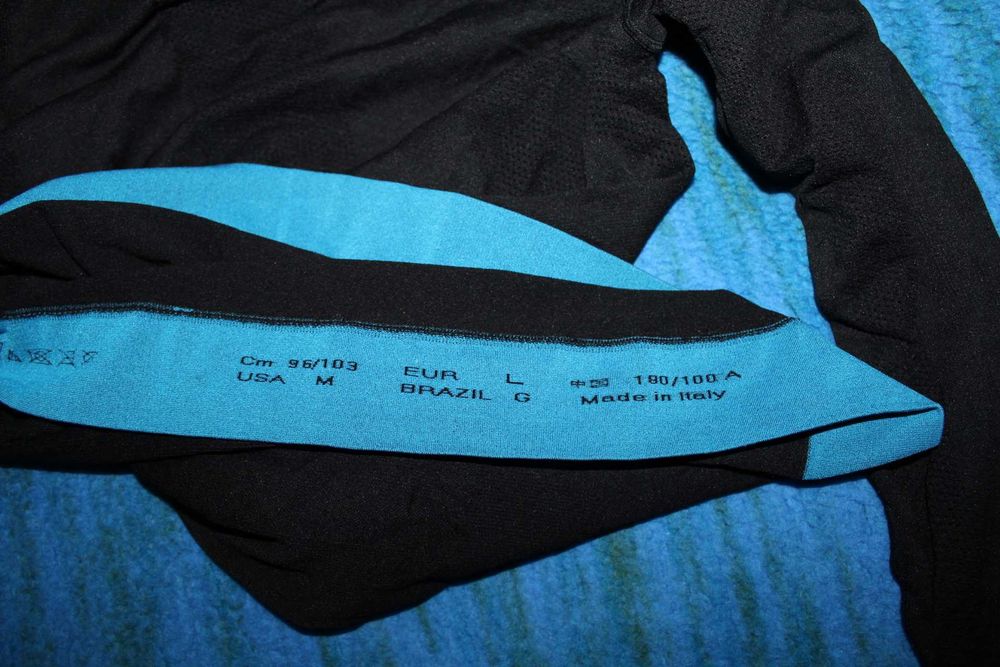 Cm 96/103
USA M
EUR L
BRAZIL G
中国 180/100 A
Made in Italy